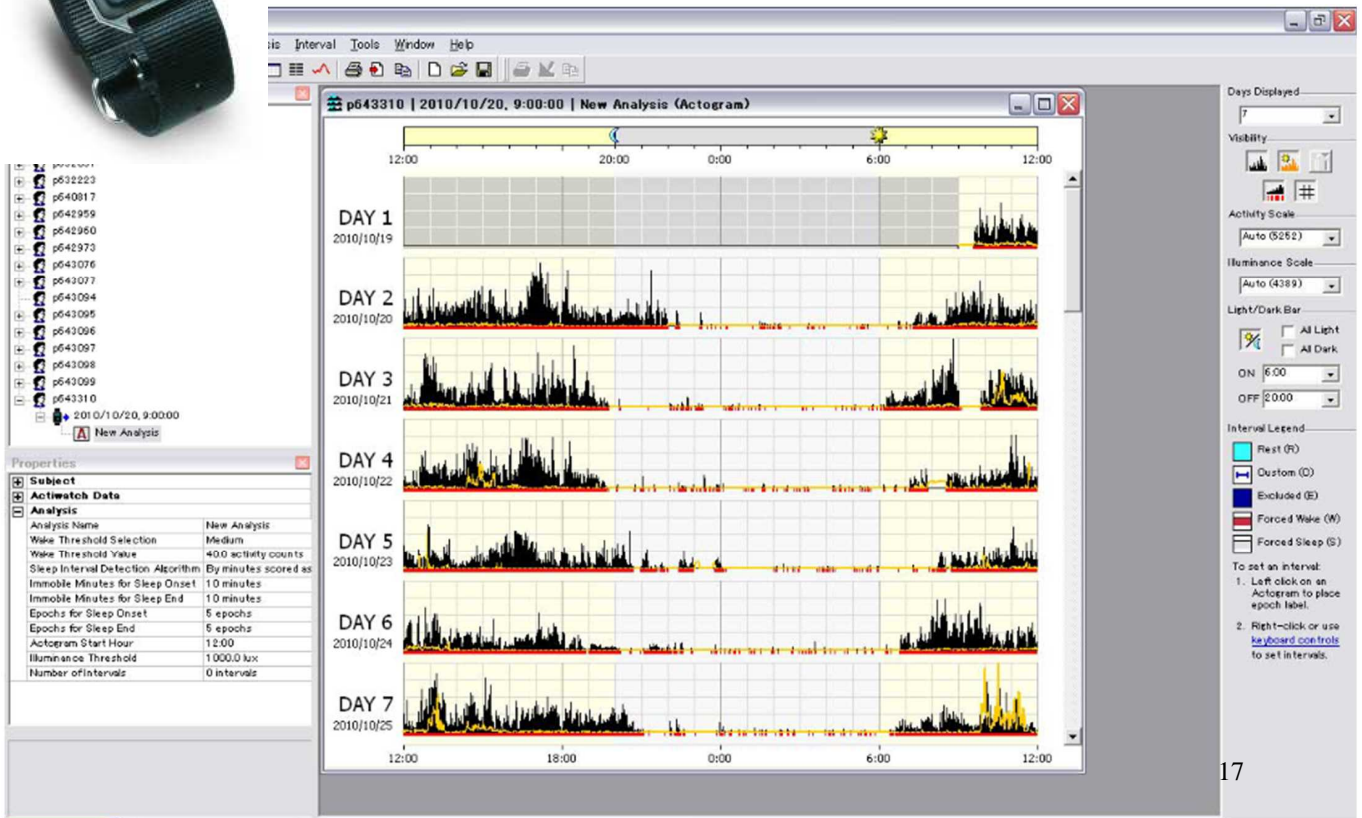 Interval Tools Window Help
p643310 | 2010/10/20, 9:00:00 | New Analysis (Actogram)
12:00 20:00 0:00 6:00 12:00
DAY 1
2010/10/19
DAY 2
2010/10/20
DAY 3
2010/10/21
DAY 4
2010/10/22
DAY 5
2010/10/23
DAY 6
2010/10/24
DAY 7
2010/10/25
12:00 18:00 0:00 6:00 12:00
p532223
p640817
p642959
p642960
p642973
p643076
p643077
p643094
p643095
p643096
p643097
p643098
p643099
p643310
2010/10/20, 9:00:00
New Analysis
Properties
Subject
Actiwatch Data
Analysis
Analysis Name New Analysis
Wake Threshold Selection Medium
Wake Threshold Value 40.0 activity counts
Sleep Interval Detection Algorithm By minutes scored as
Immobile Minutes for Sleep Onset 10 minutes
Immobile Minutes for Sleep End 10 minutes
Epochs for Sleep Onset 5 epochs
Epochs for Sleep End 5 epochs
Actogram Start Hour 12:00
Illuminance Threshold 1000.0 lux
Number of intervals 0 intervals
Days Displayed
7
Visibility
Activity Scale
Auto (5252)
Illuminance Scale
Auto (4389)
Light/Dark Bar
All Light
All Dark
ON 6:00
OFF 20:00
Interval Legend
Rest (R)
Custom (C)
Excluded (E)
Forced Wake (W)
Forced Sleep (S)
To set an interval:
1. Left click on an
Actogram to place
epoch label.
2. Right-click or use
keyboard controls
to set intervals.
17